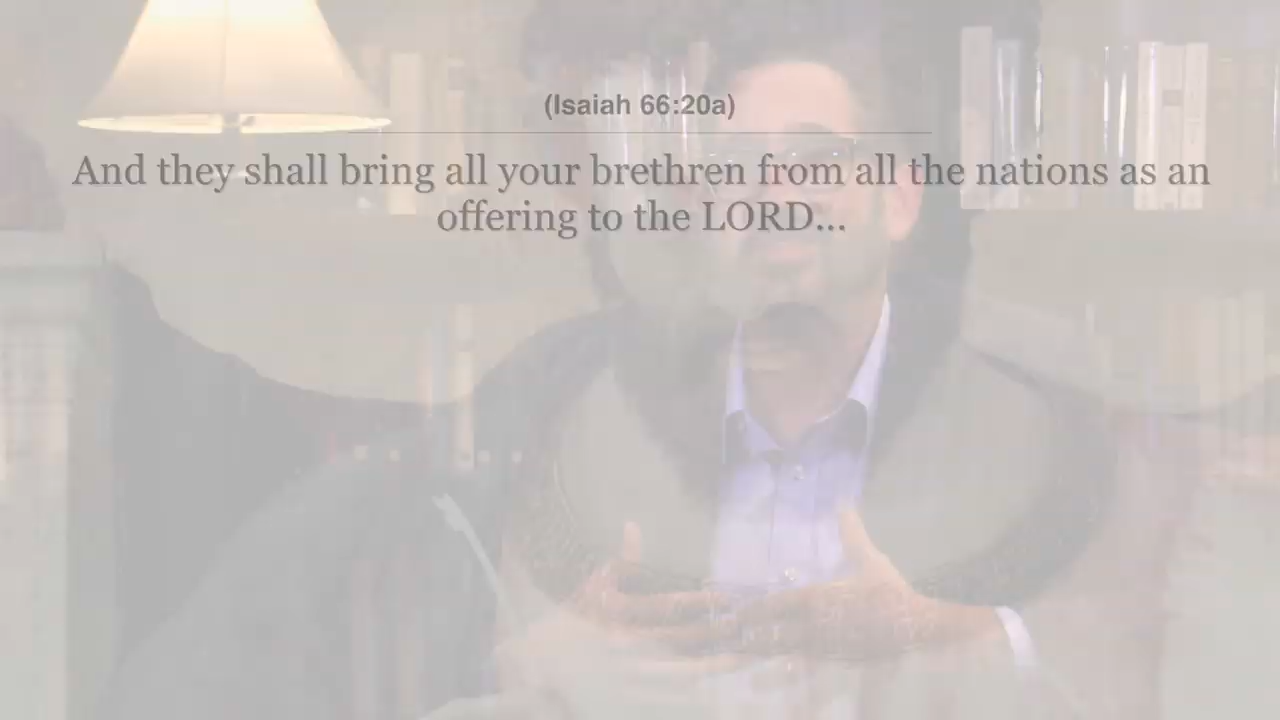 (Isaiah 66:20a)
And they shall bring all your brethren from all the nations as an
offering to the LORD...